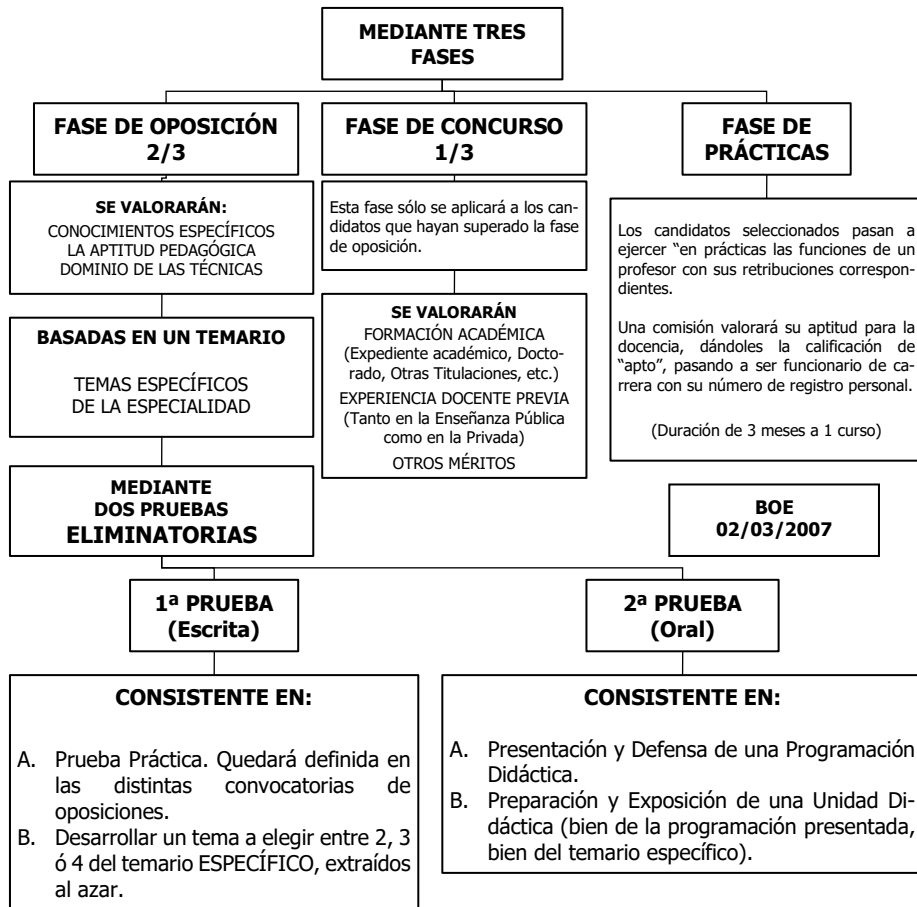 MEDIANTE TRES
FASES
FASE DE OPOSICIÓN
2/3
SE VALORARÁN:
CONOCIMIENTOS ESPECÍFICOS
LA APTITUD PEDAGÓGICA
DOMINIO DE LAS TÉCNICAS
BASADAS EN UN TEMARIO
TEMAS ESPECÍFICOS
DE LA ESPECIALIDAD
MEDIANTE
DOS PRUEBAS
ELIMINATORIAS
FASE DE CONCURSO
1/3
Esta fase sólo se aplicará a los can-
didatos que hayan superado la fase
de oposición.
SE VALORARÁN
FORMACIÓN ACADÉMICA
(Expediente académico, Docto-
rado, Otras Titulaciones, etc.)
EXPERIENCIA DOCENTE PREVIA
(Tanto en la Enseñanza Pública
como en la Privada)
OTROS MÉRITOS
FASE DE
PRÁCTICAS
Los candidatos seleccionados pasan a
ejercer “en prácticas las funciones de un
profesor con sus retribuciones correspon-
dientes.
Una comisión valorará su aptitud para la
docencia, dándoles la calificación de
“apto”, pasando a ser funcionario de ca-
rrera con su número de registro personal.
(Duración de 3 meses a 1 curso)
BOE
02/03/2007
1ª PRUEBA
(Escrita)
CONSISTENTE EN:
A. Prueba Práctica. Quedará definida en
las distintas convocatorias de
oposiciones.
B. Desarrollar un tema a elegir entre 2, 3
ó 4 del temario ESPECÍFICO, extraídos
al azar.
2ª PRUEBA
(Oral)
CONSISTENTE EN:
A. Presentación y Defensa de una Programación
Didáctica.
B. Preparación y Exposición de una Unidad Di-
dáctica (bien de la programación presentada,
bien del temario específico).